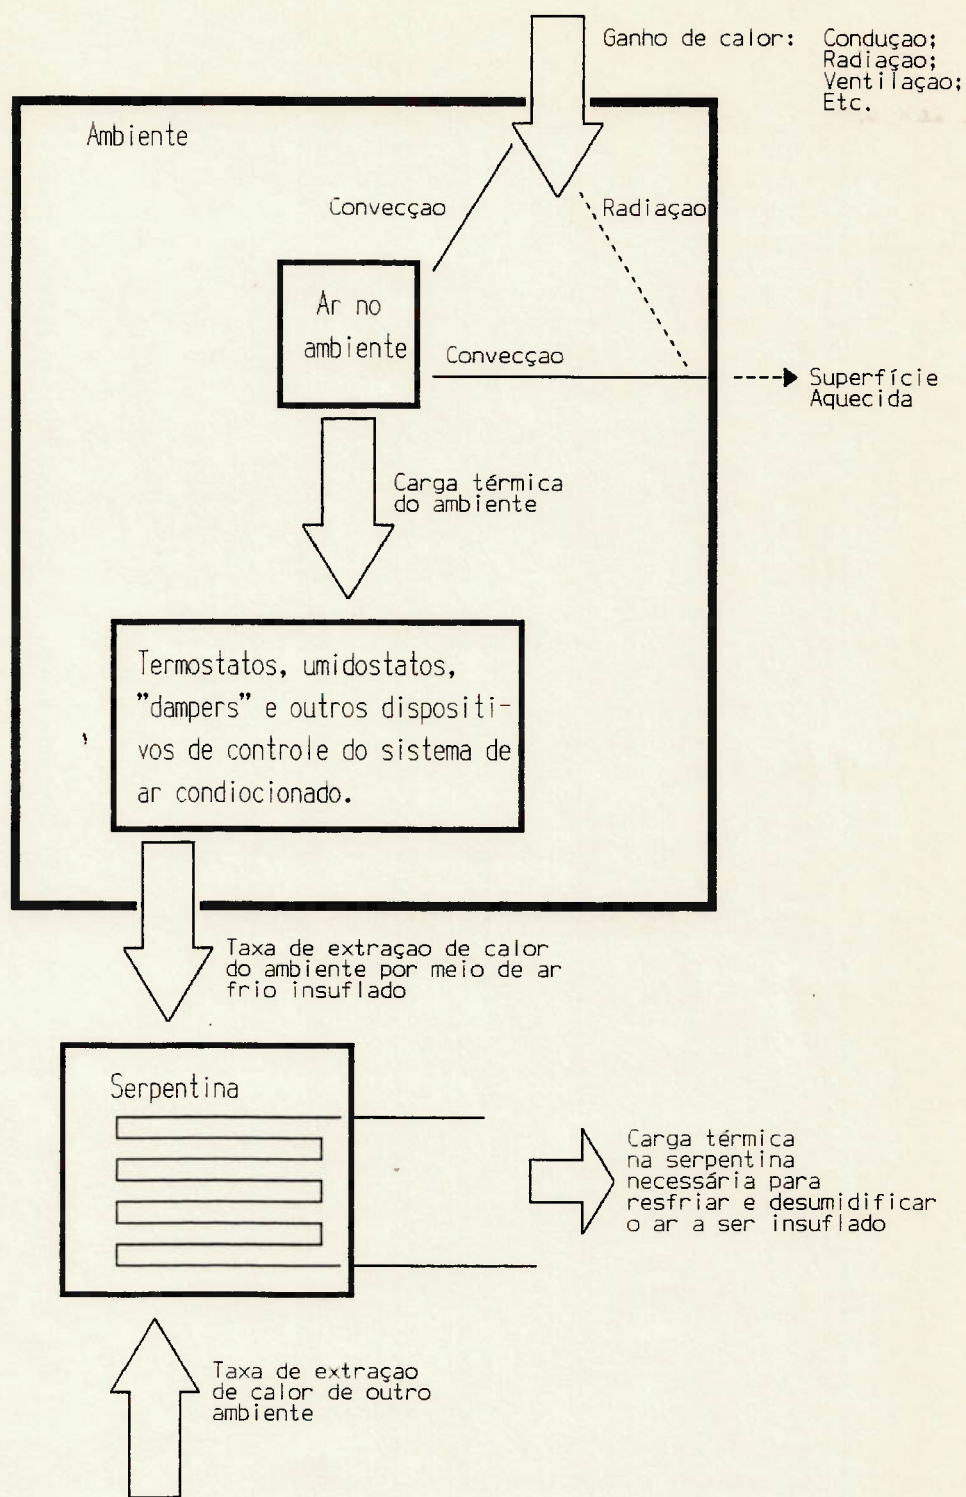 Ganho de calor: Conduçao;
Radiaçao;
Ventilaçao;
Etc.
Ambiente
Convecçao
Radiaçao
Ar no
ambiente
Convecçao
Superfície
Aquecida
Carga térmica
do ambiente
Termostatos, umidostatos,
"dampers" e outros dispositi-
vos de controle do sistema de
ar condiocionado.
Taxa de extraçao de calor
do ambiente por meio de ar
frio insuflado
Serpentina
Carga térmica
na serpentina
necessária para
resfriar e desumidificar
o ar a ser insuflado
Taxa de extraçao
de calor de outro
ambiente